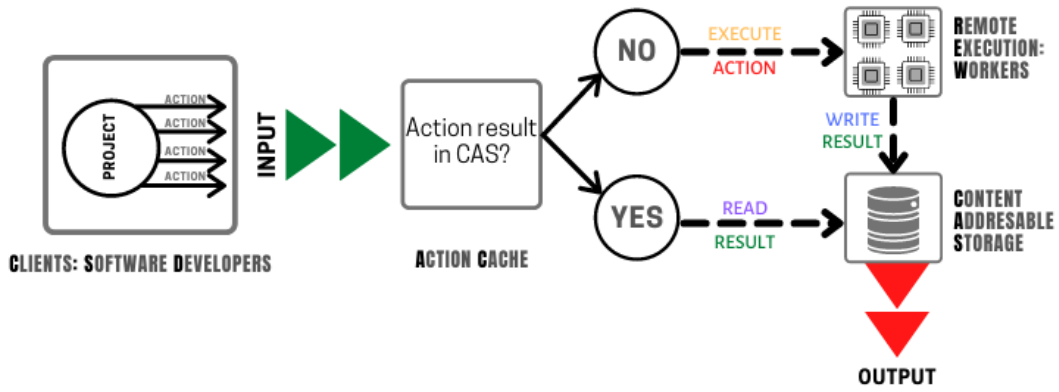 PROJECT
ACTION
ACTION
ACTION
ACTION
CLIENTS: SOFTWARE DEVELOPERS
INPUT
Action result
in CAS?
ACTION CACHE
NO
YES
EXECUTE
ACTION
READ
RESULT
REMOTE
EXECUTION:
WORKERS
WRITE
RESULT
CONTENT
ADDRESABLE
STORAGE
OUTPUT